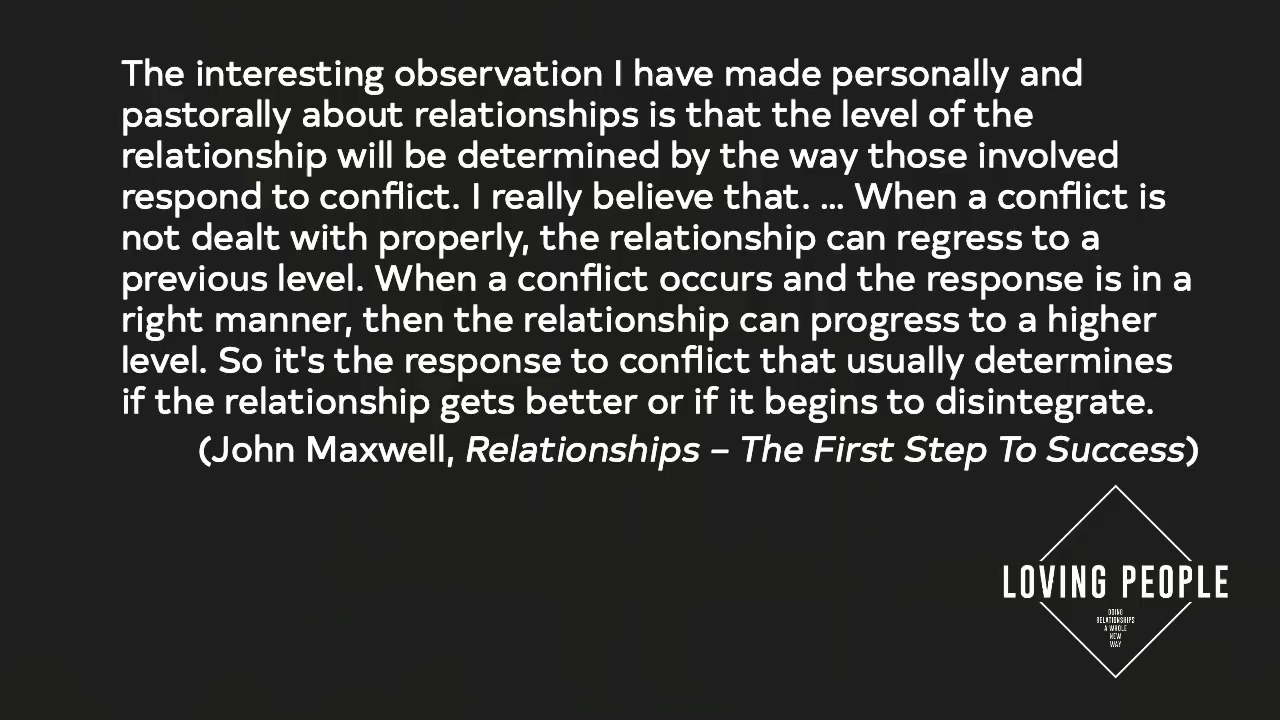 The interesting observation I have made personally and
pastorally about relationships is that the level of the
relationship will be determined by the way those involved
respond to conflict. I really believe that. ... When a conflict is
not dealt with properly, the relationship can regress to a
previous level. When a conflict occurs and the response is in a
right manner, then the relationship can progress to a higher
level. So it's the response to conflict that usually determines
if the relationship gets better or if it begins to disintegrate.
(John Maxwell, Relationships – The First Step To Success)
LOVING PEOPLE
DOING
RELATIONSHIPS
A WHOLE
NEW
WAY